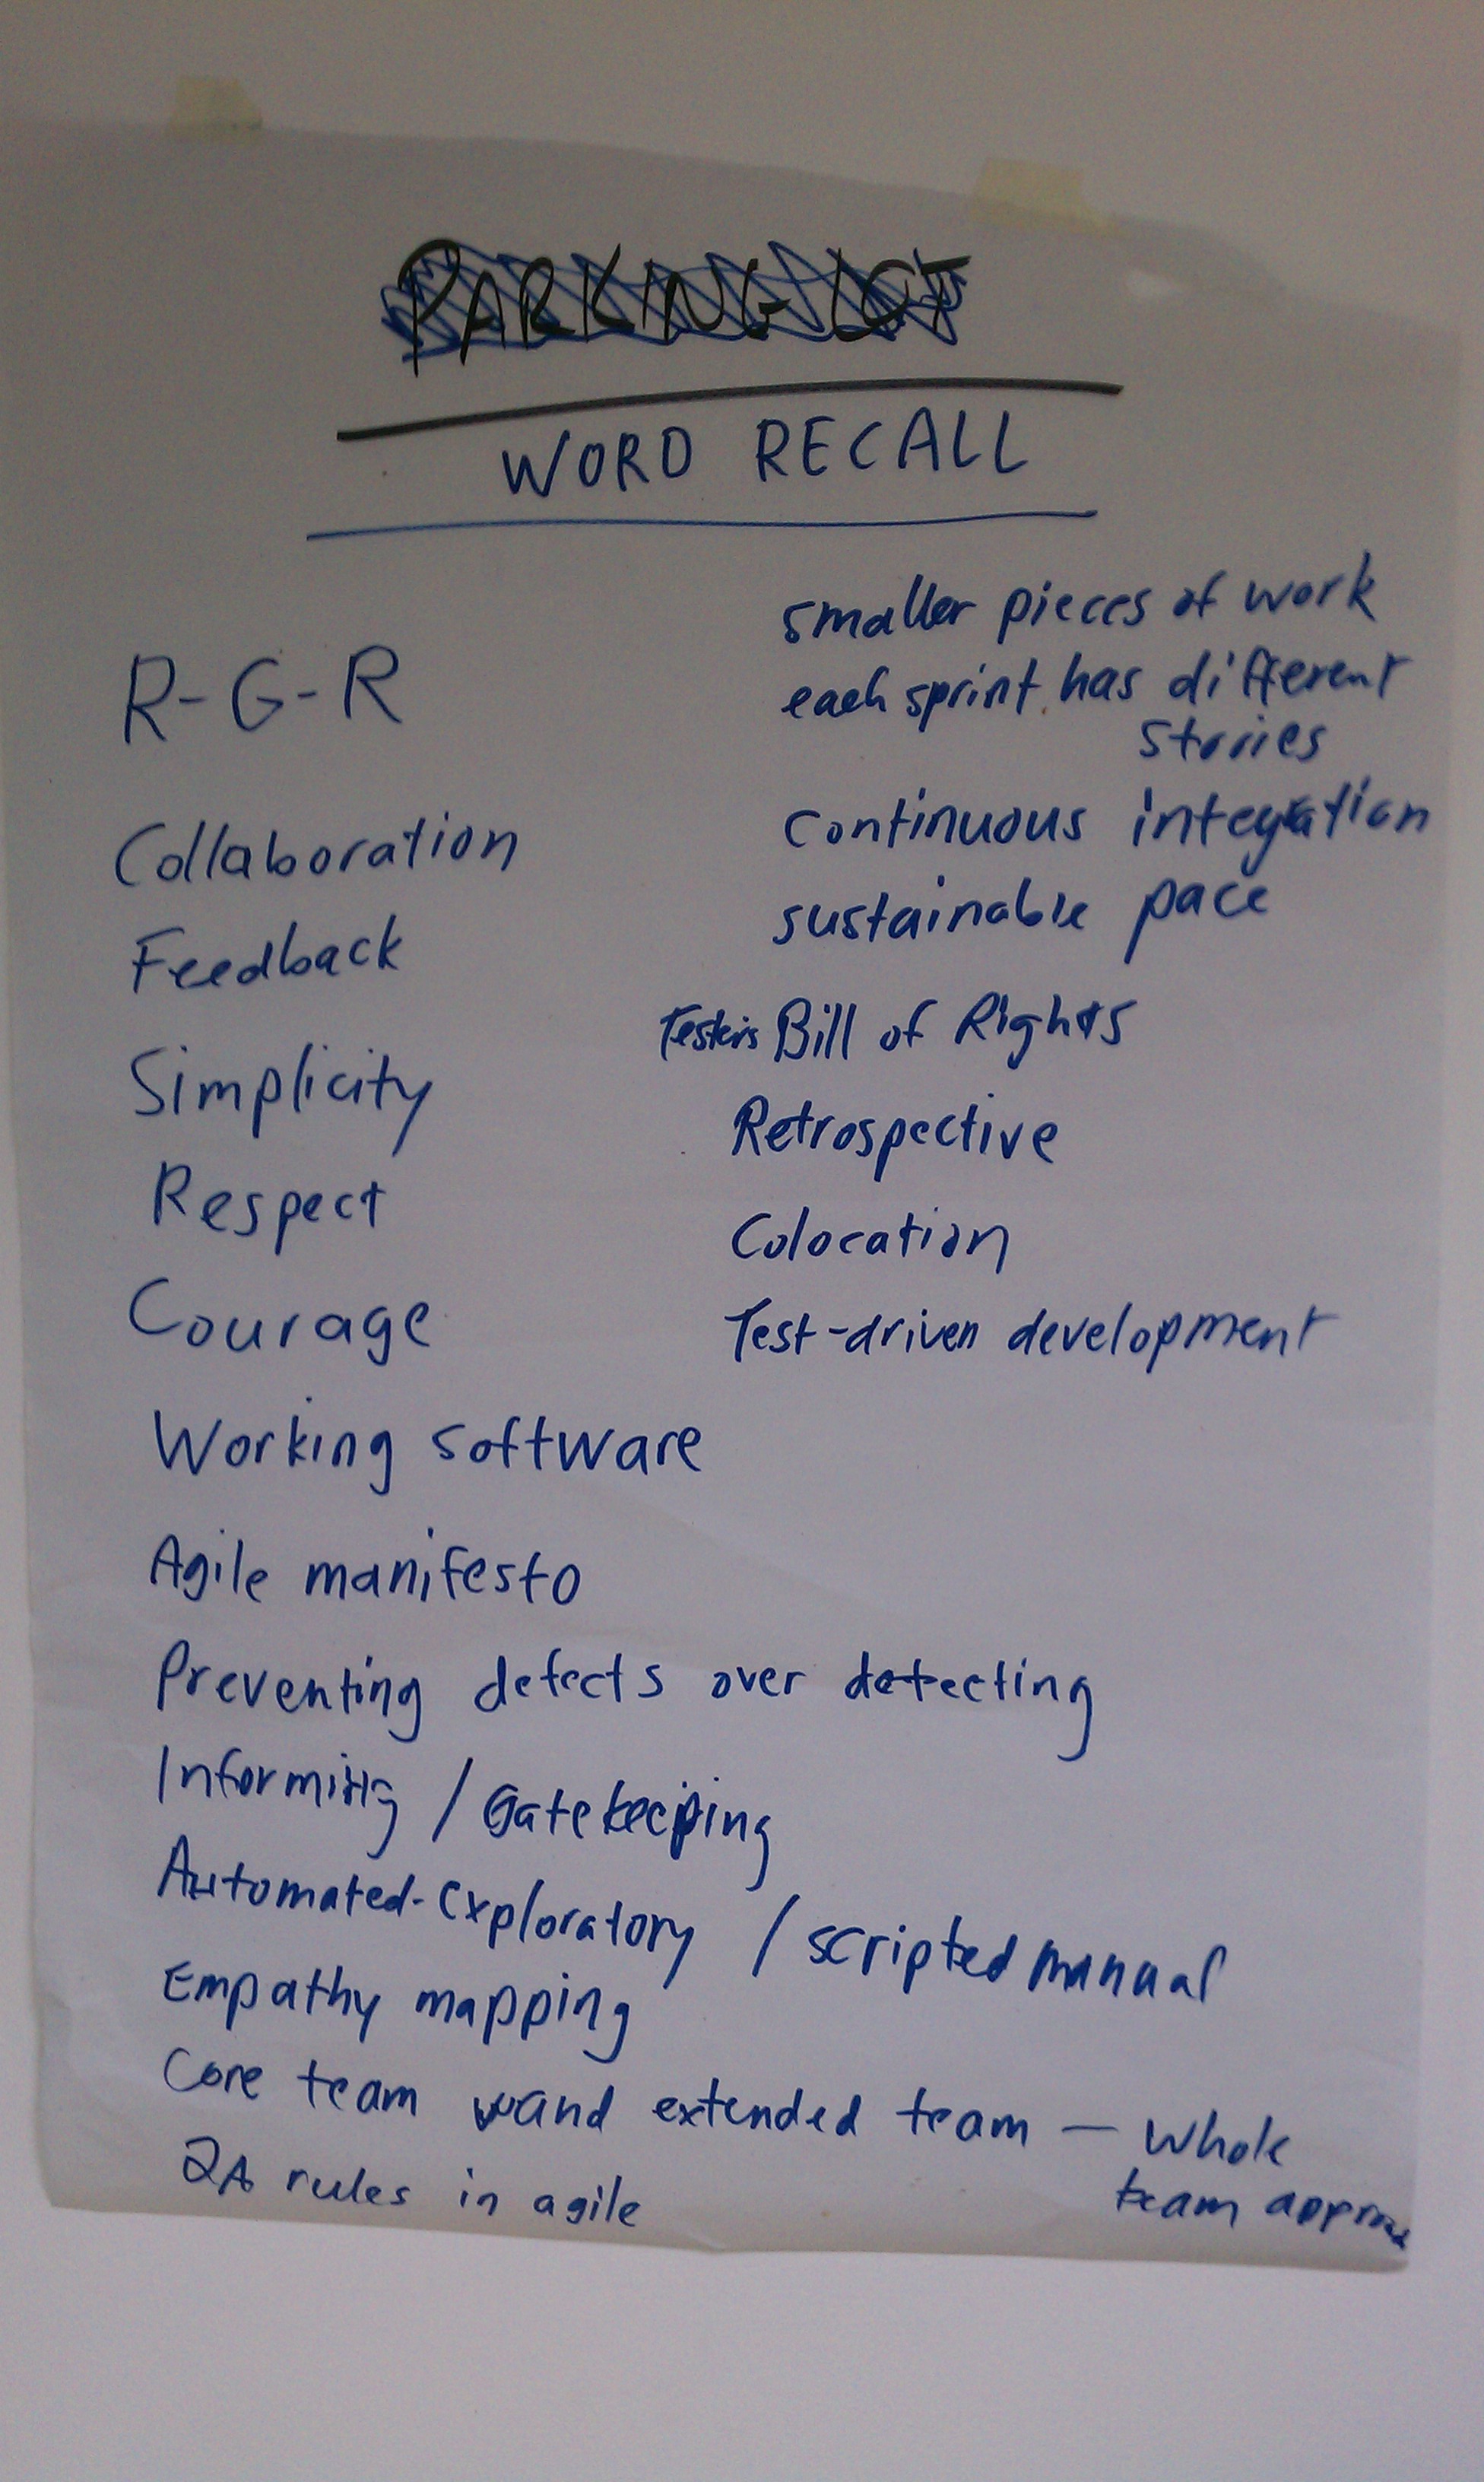 PARKING LOT
WORD RECALL
R-G-R
Collaboration
Feedback
Simplicity
Respect
Courage
Working software
Agile manifesto
Preventing defects over detecting
Informing / Gatekeeping
Automated-Exploratory / scripted manual
Empathy mapping
Core team and extended team – whole
team
QA rules in agile
smaller pieces of work
each sprint has different
stories
continuous integration
sustainable pace
Tester's Bill of Rights
Retrospective
Colocation
Test-driven development